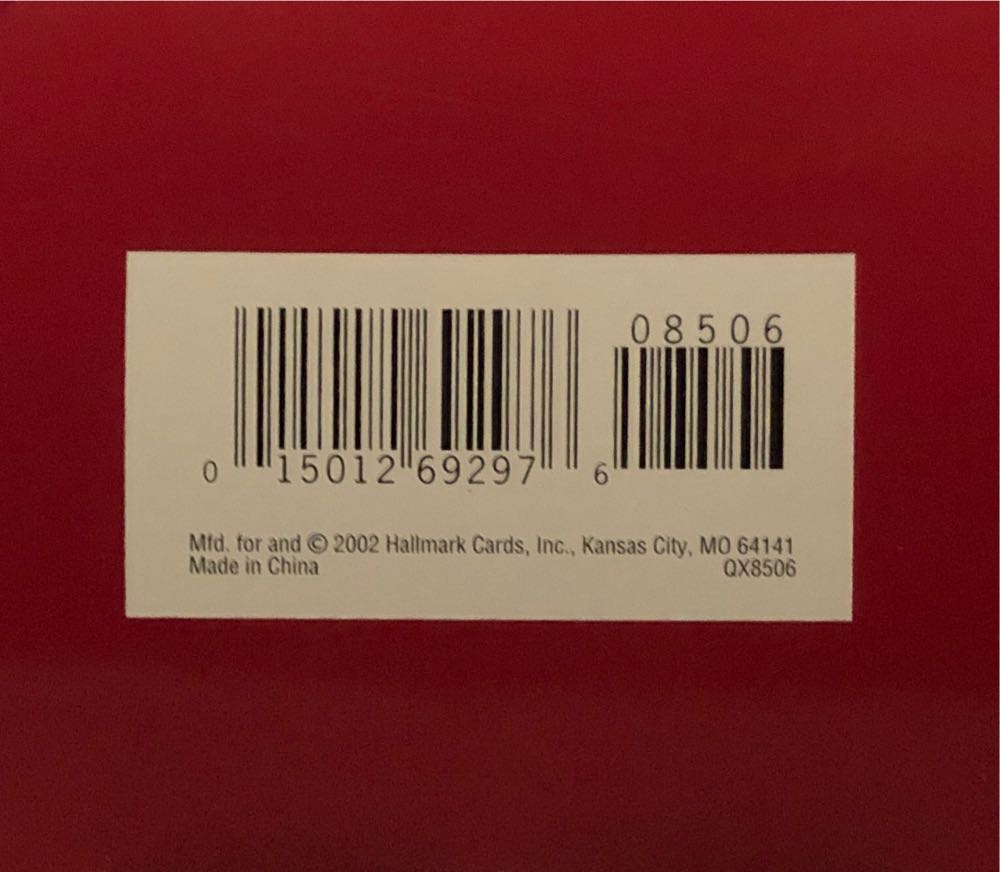 08506
0 15012 69297 6
Mfd. for and © 2002 Hallmark Cards, Inc., Kansas City, MO 64141
Made in China QX8506